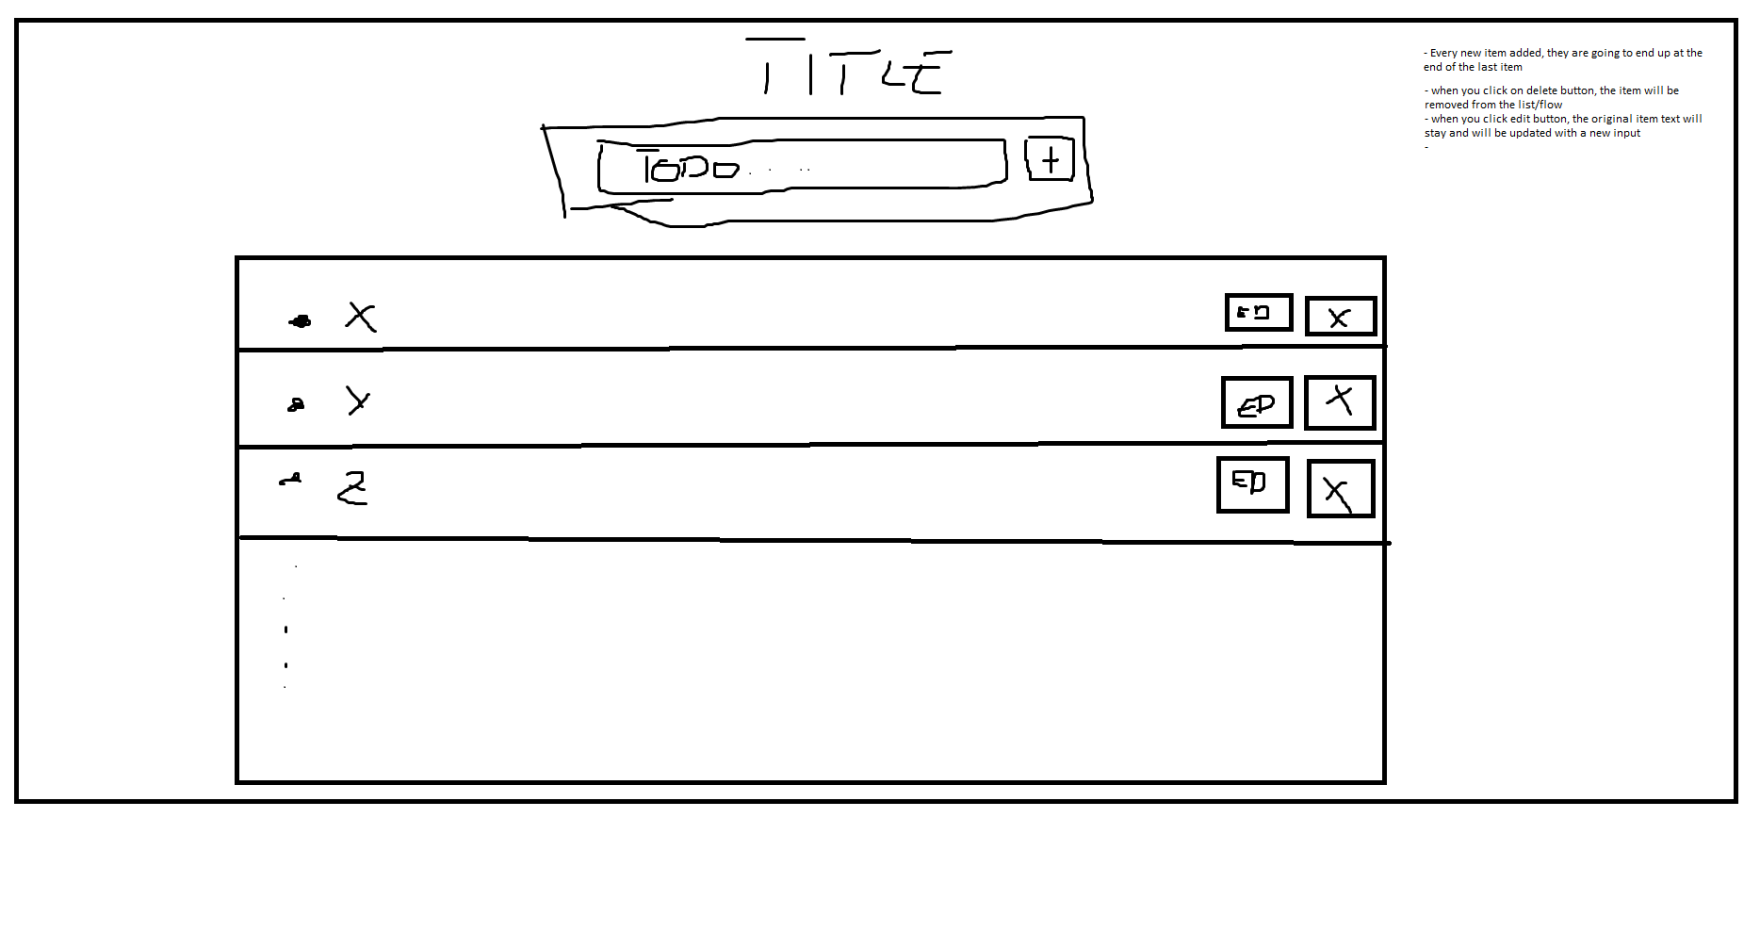 TITLE
- Every new item added, they are going to end up at the
end of the last item
- when you click on delete button, the item will be
removed from the list/flow
- when you click edit button, the original item text will
stay and will be updated with a new input
-
TODO.....
+
X ED X
Y ED X
Z ED X